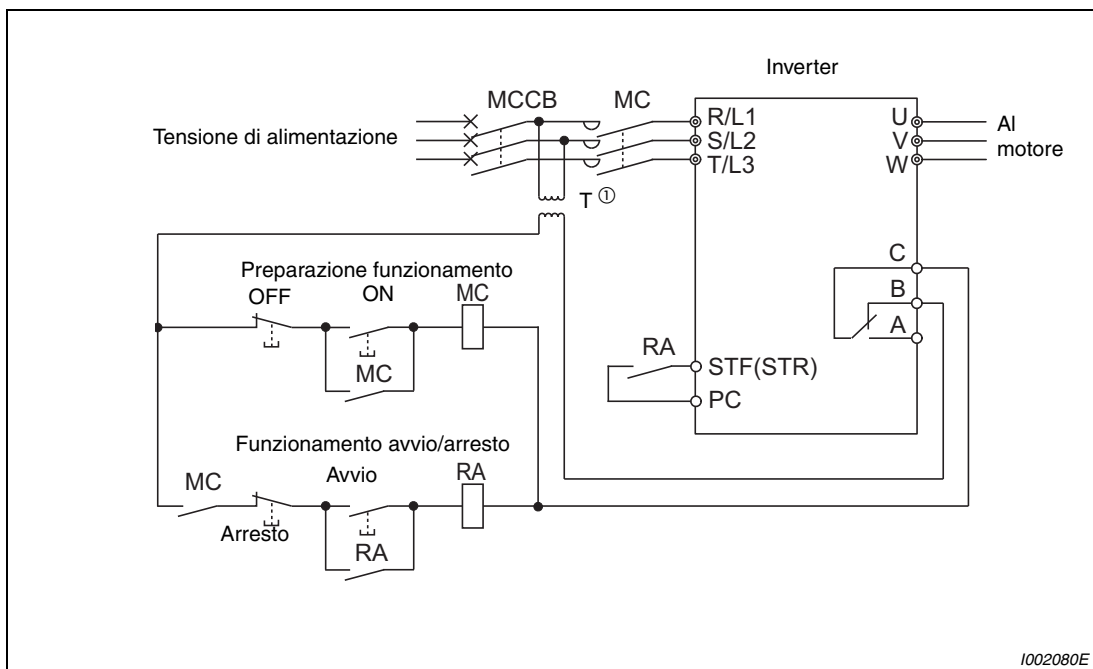 Inverter
MCCB
MC
Tensione di alimentazione
R/L1
S/L2
T/L3
U
V
W
Al
motore
T ①
Preparazione funzionamento
OFF
ON
MC
MC
C
B
A
RA
STF(STR)
PC
Funzionamento avvio/arresto
MC
Avvio
RA
Arresto
RA
I002080E